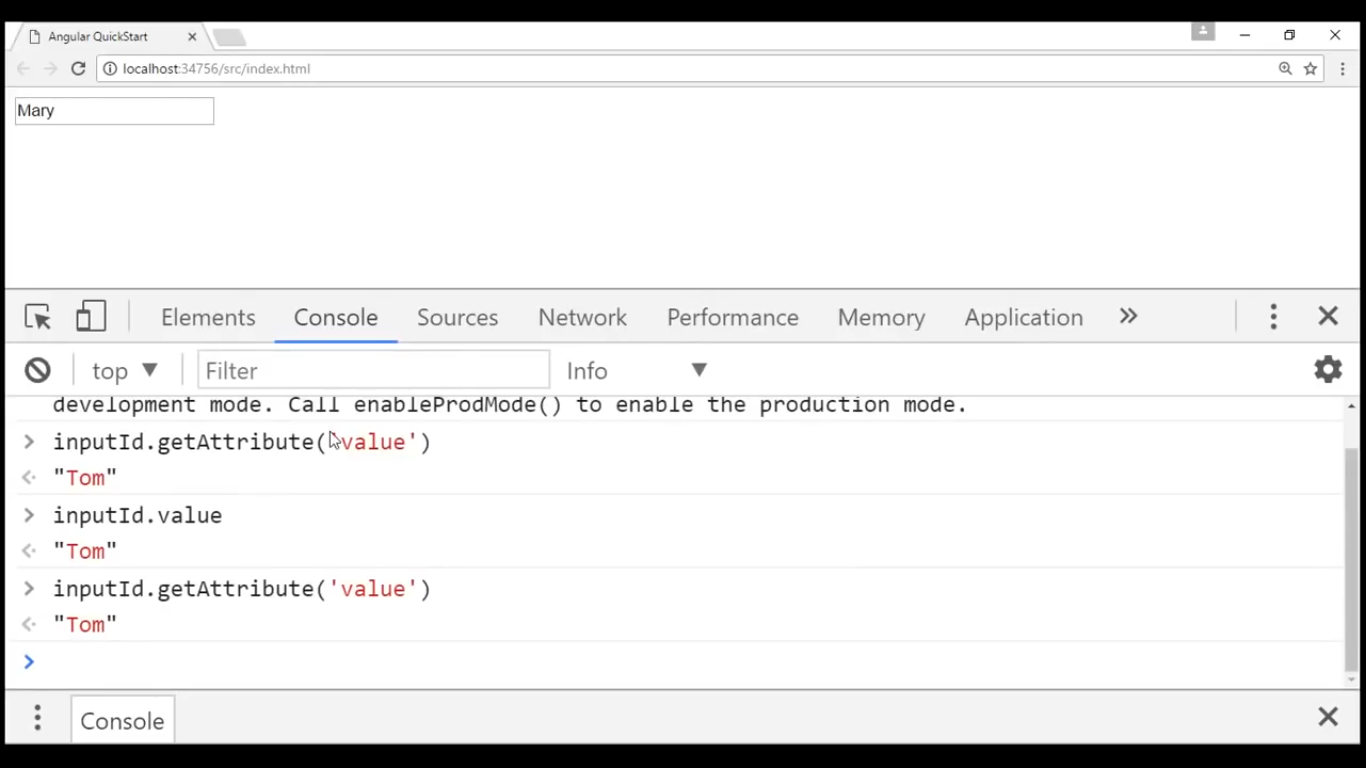 Angular QuickStart
localhost:34756/src/index.html
Mary
Elements Console Sources Network Performance Memory Application
top Filter Info
development mode. Call enableProdMode() to enable the production mode.
> inputId.getAttribute('value')
"Tom"
> inputId.value
"Tom"
> inputId.getAttribute('value')
"Tom"
>
Console